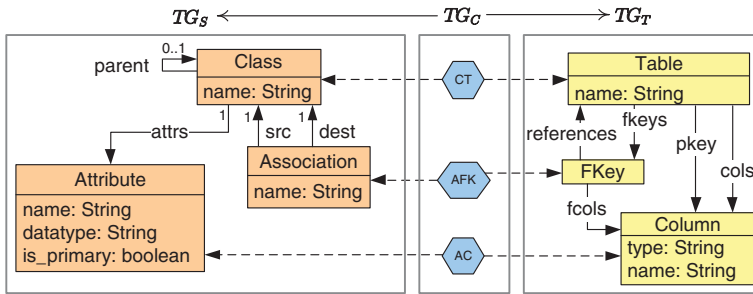 TG_S TG_C TG_T
0..1
parent
Class
name: String
CT
Table
name: String
1 1 1
attrs src dest
references fkeys pkey cols
Association
name: String
AFK
FKey
fcols
Attribute
name: String
datatype: String
is_primary: boolean
AC
Column
type: String
name: String